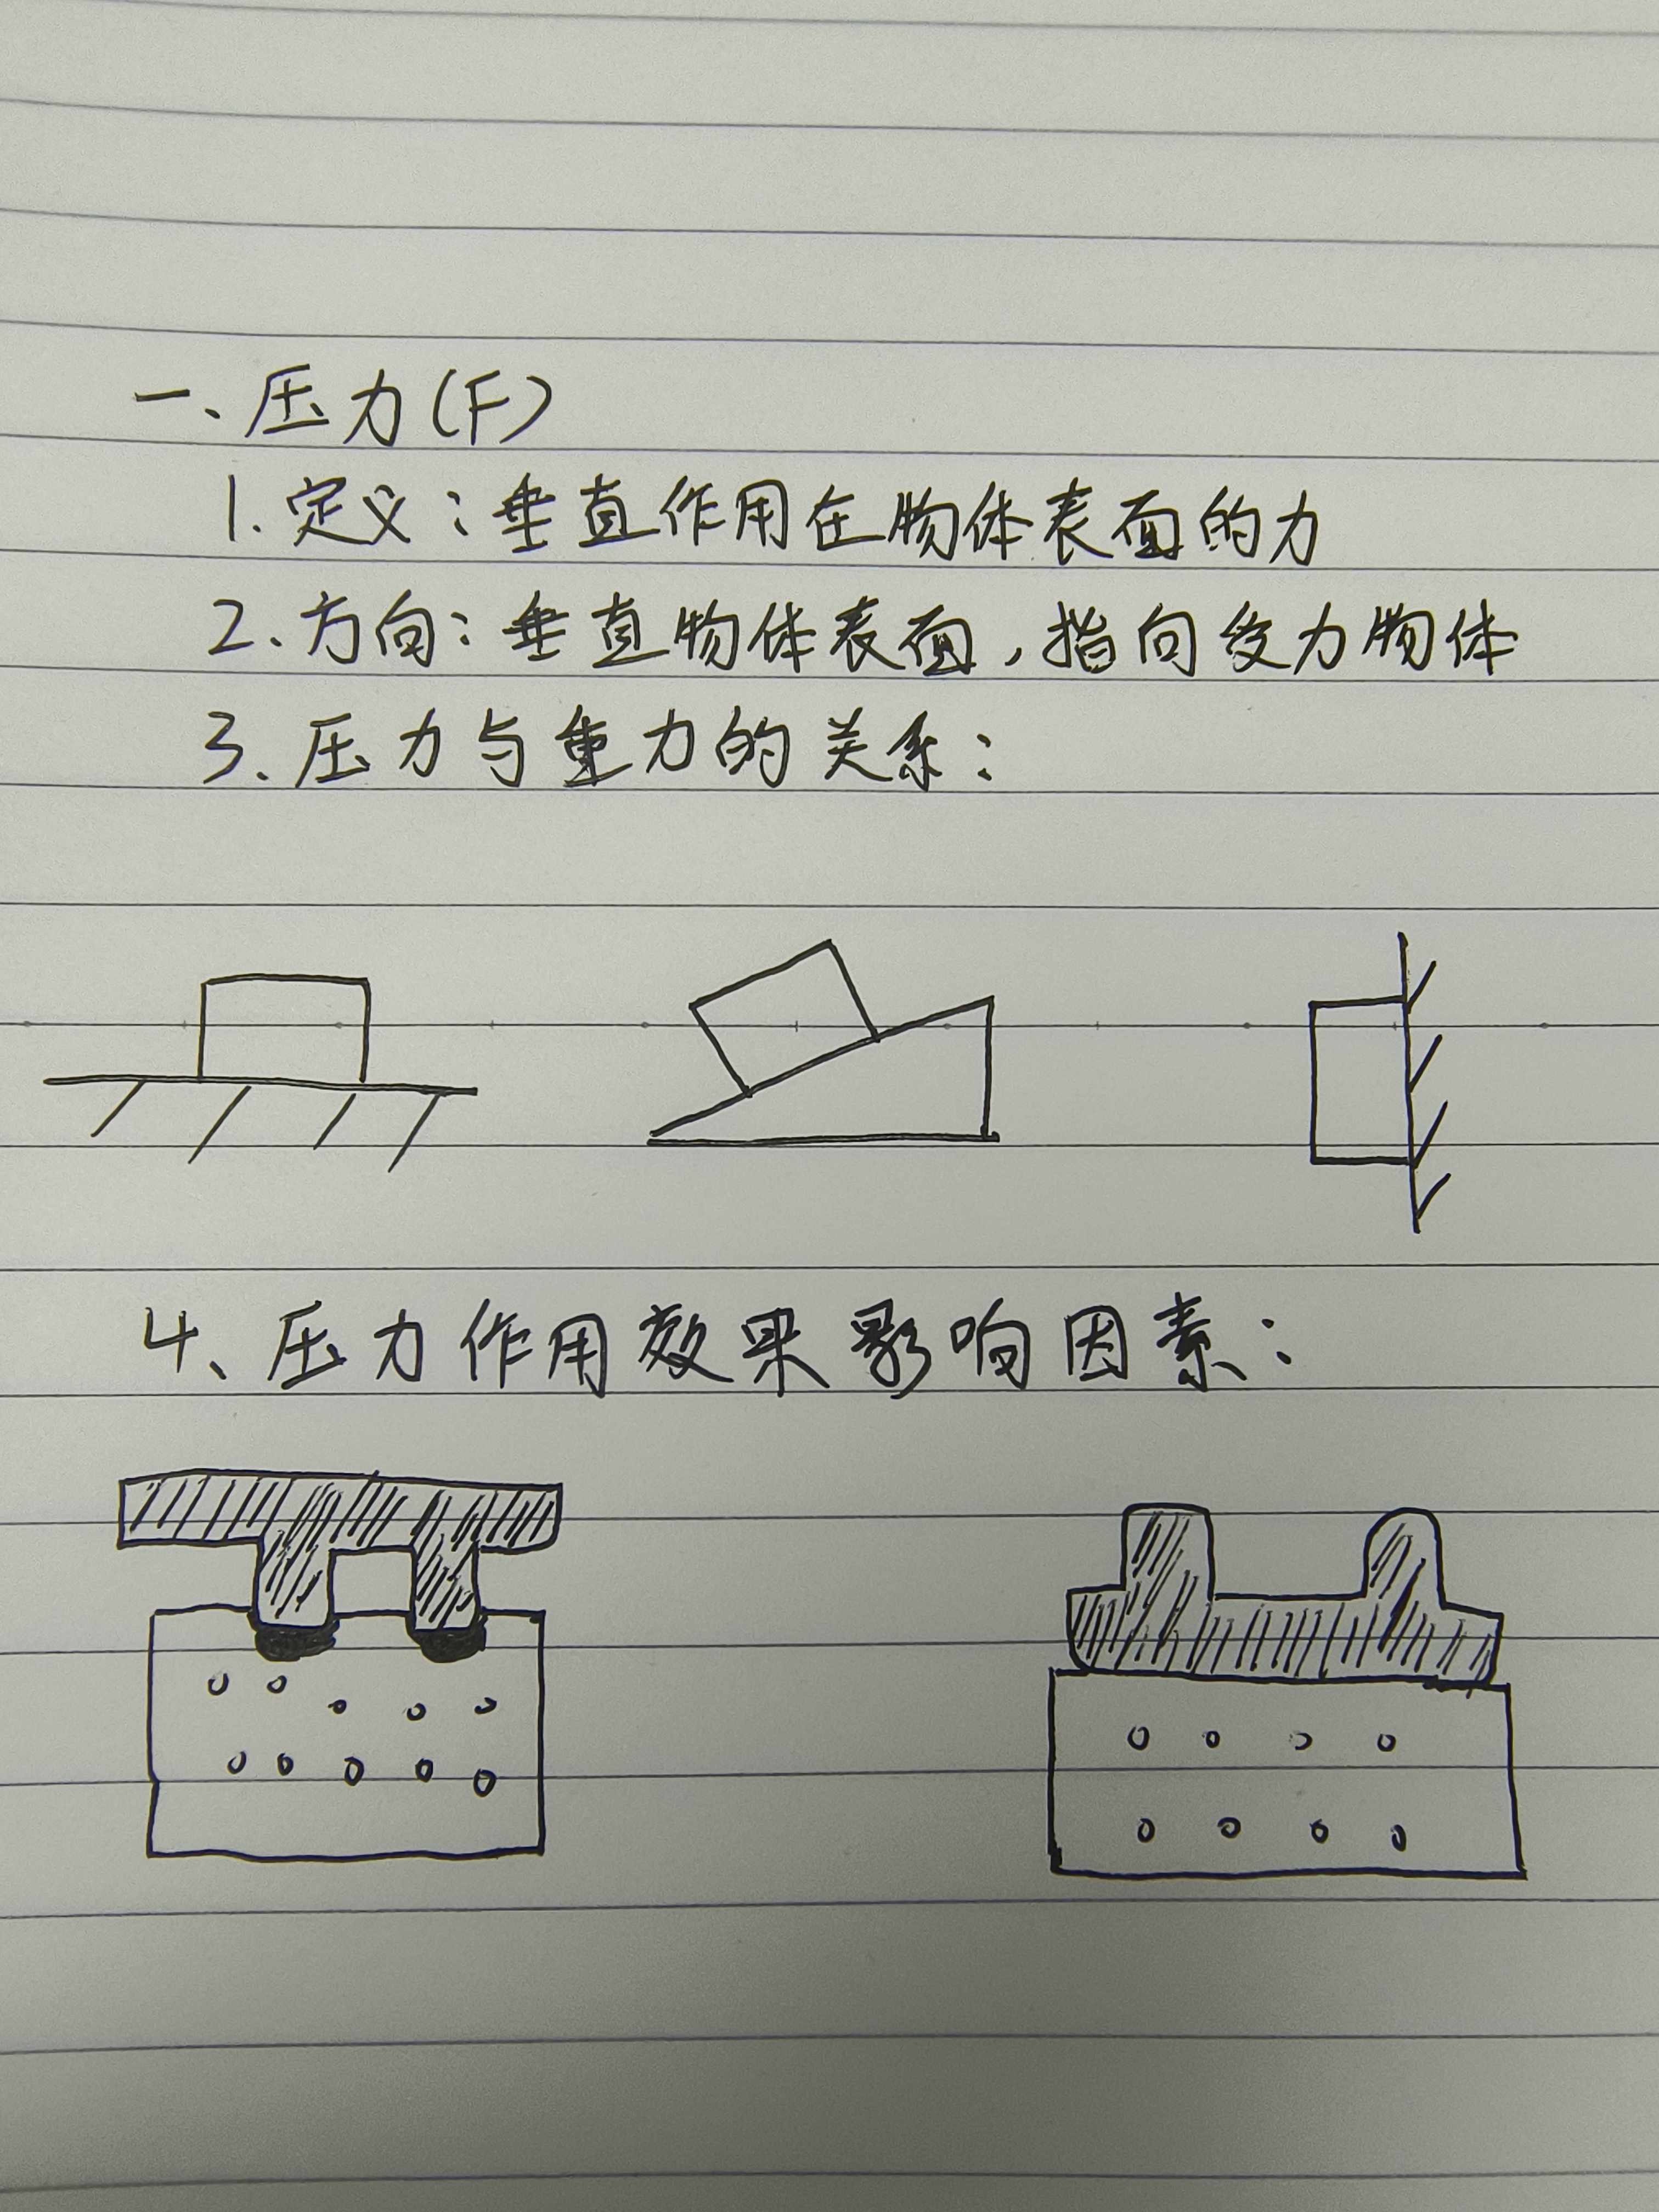 一、压力(F)
1. 定义：垂直作用在物体表面的力
2、方向：垂直物体表面，指向受力物体
3、压力与重力的关系：
4、压力作用效果影响因素：